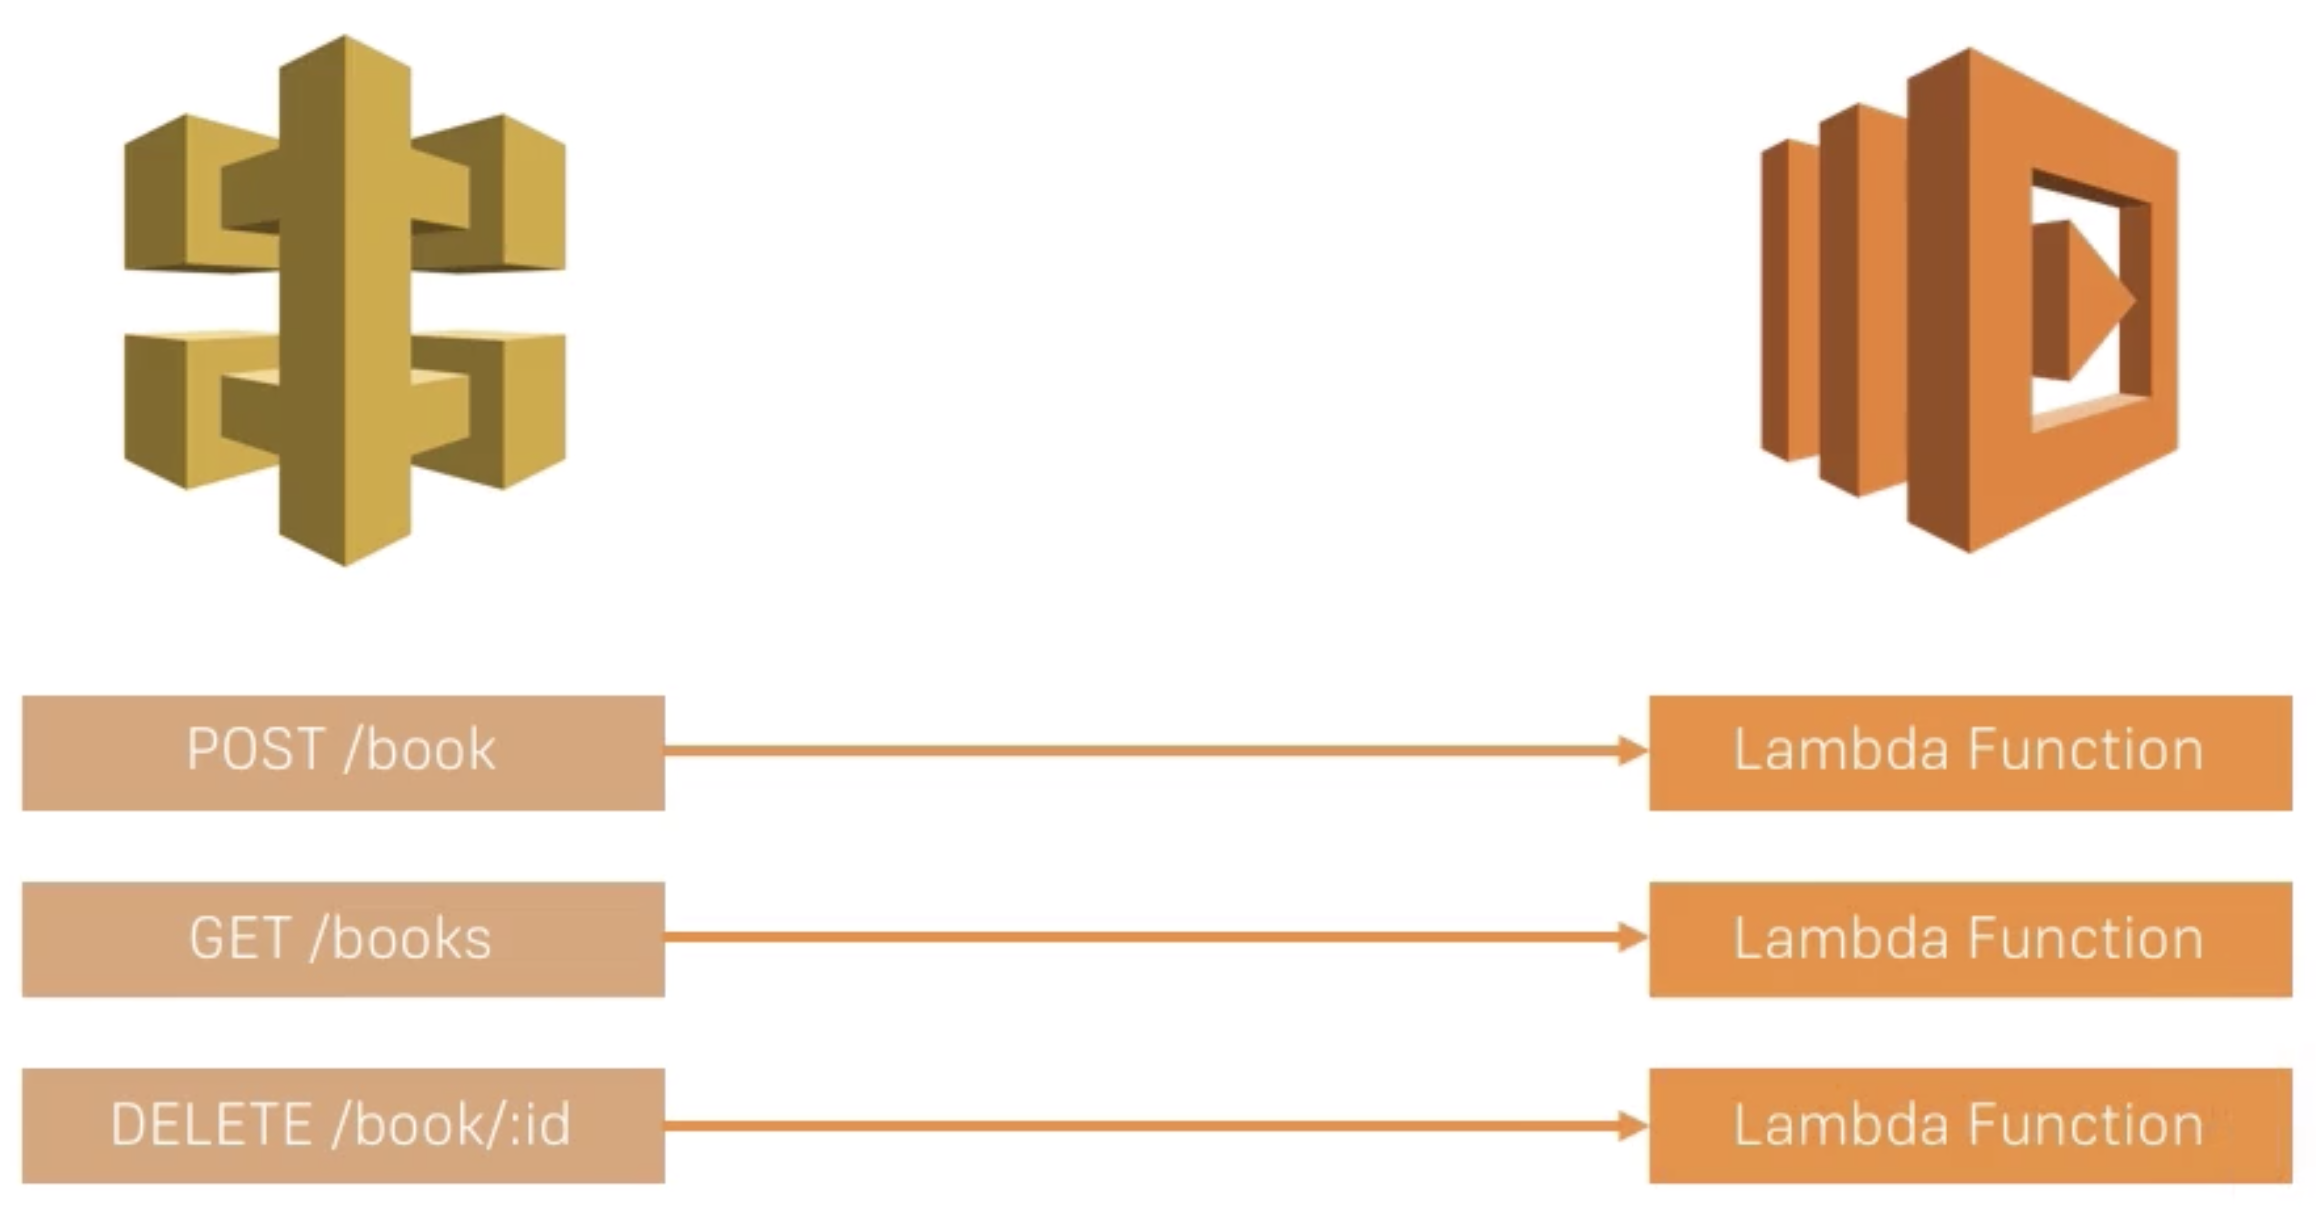 POST /book
Lambda Function
GET /books
Lambda Function
DELETE /book/:id
Lambda Function